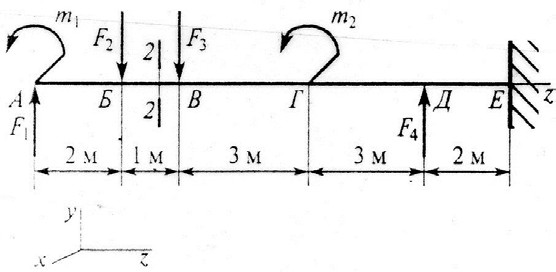 m₁ F₂ 2 F₃ m₂
А Б 2 В Г Д Е z
F₁ F₄
2 м 1 м 3 м 3 м 2 м
y
x z